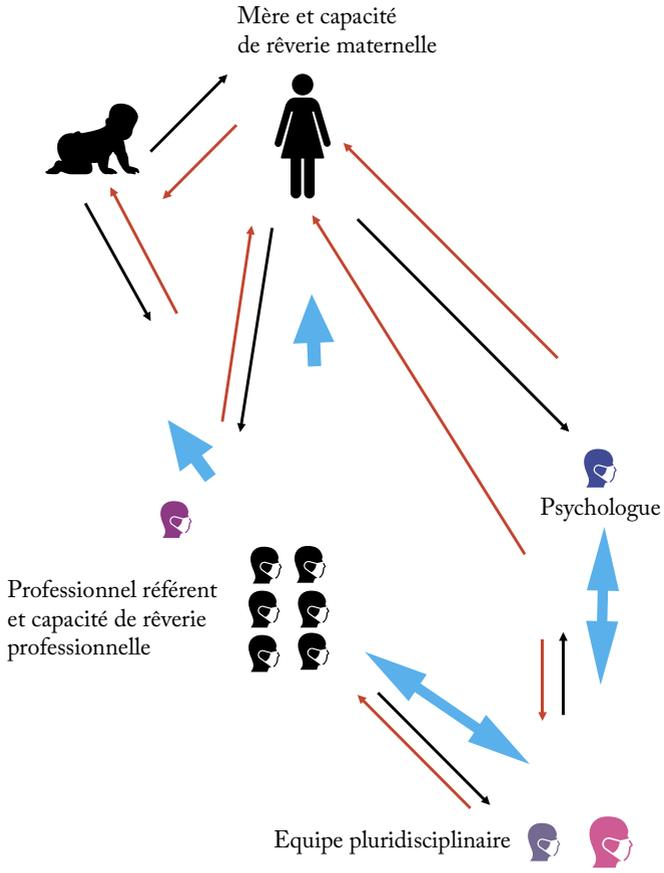 Mère et capacité
de rêverie maternelle
Psychologue
Professionnel référent
et capacité de rêverie
professionnelle
Equipe pluridisciplinaire